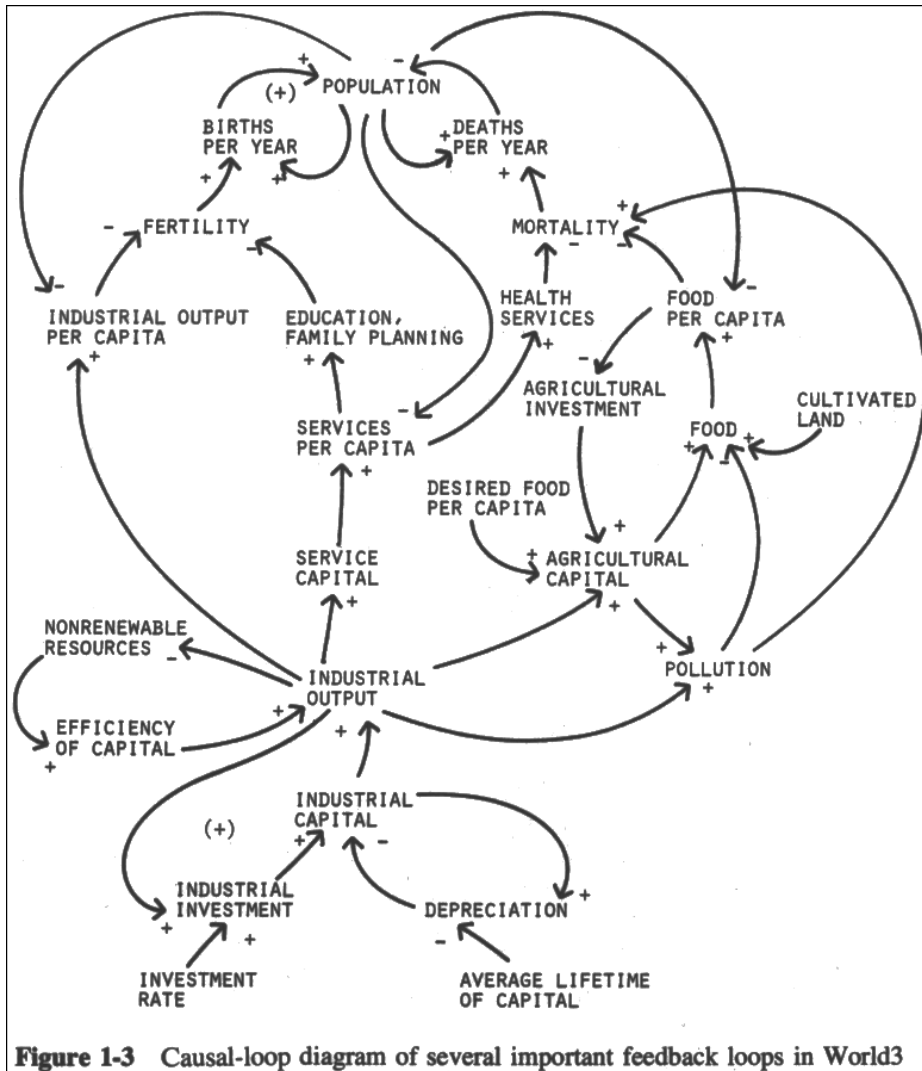 +
-
POPULATION
(+)
BIRTHS
PER YEAR
+
DEATHS
PER YEAR
+
+
+
-
FERTILITY
-
MORTALITY
+
-
-
-
INDUSTRIAL OUTPUT
PER CAPITA
+
EDUCATION,
FAMILY PLANNING
+
HEALTH
SERVICES
+
-
FOOD
PER CAPITA
+
-
AGRICULTURAL
INVESTMENT
CULTIVATED
LAND
-
SERVICES
PER CAPITA
+
+
FOOD
+
-
DESIRED FOOD
PER CAPITA
+
+
AGRICULTURAL
CAPITAL
+
SERVICE
CAPITAL
+
NONRENEWABLE
RESOURCES
-
+
POLLUTION
+
INDUSTRIAL
OUTPUT
+
+
EFFICIENCY
OF CAPITAL
+
INDUSTRIAL
CAPITAL
+
-
(+)
INDUSTRIAL
INVESTMENT
+
+
DEPRECIATION
+
-
INVESTMENT
RATE
AVERAGE LIFETIME
OF CAPITAL
Figure 1-3 Causal-loop diagram of several important feedback loops in World3